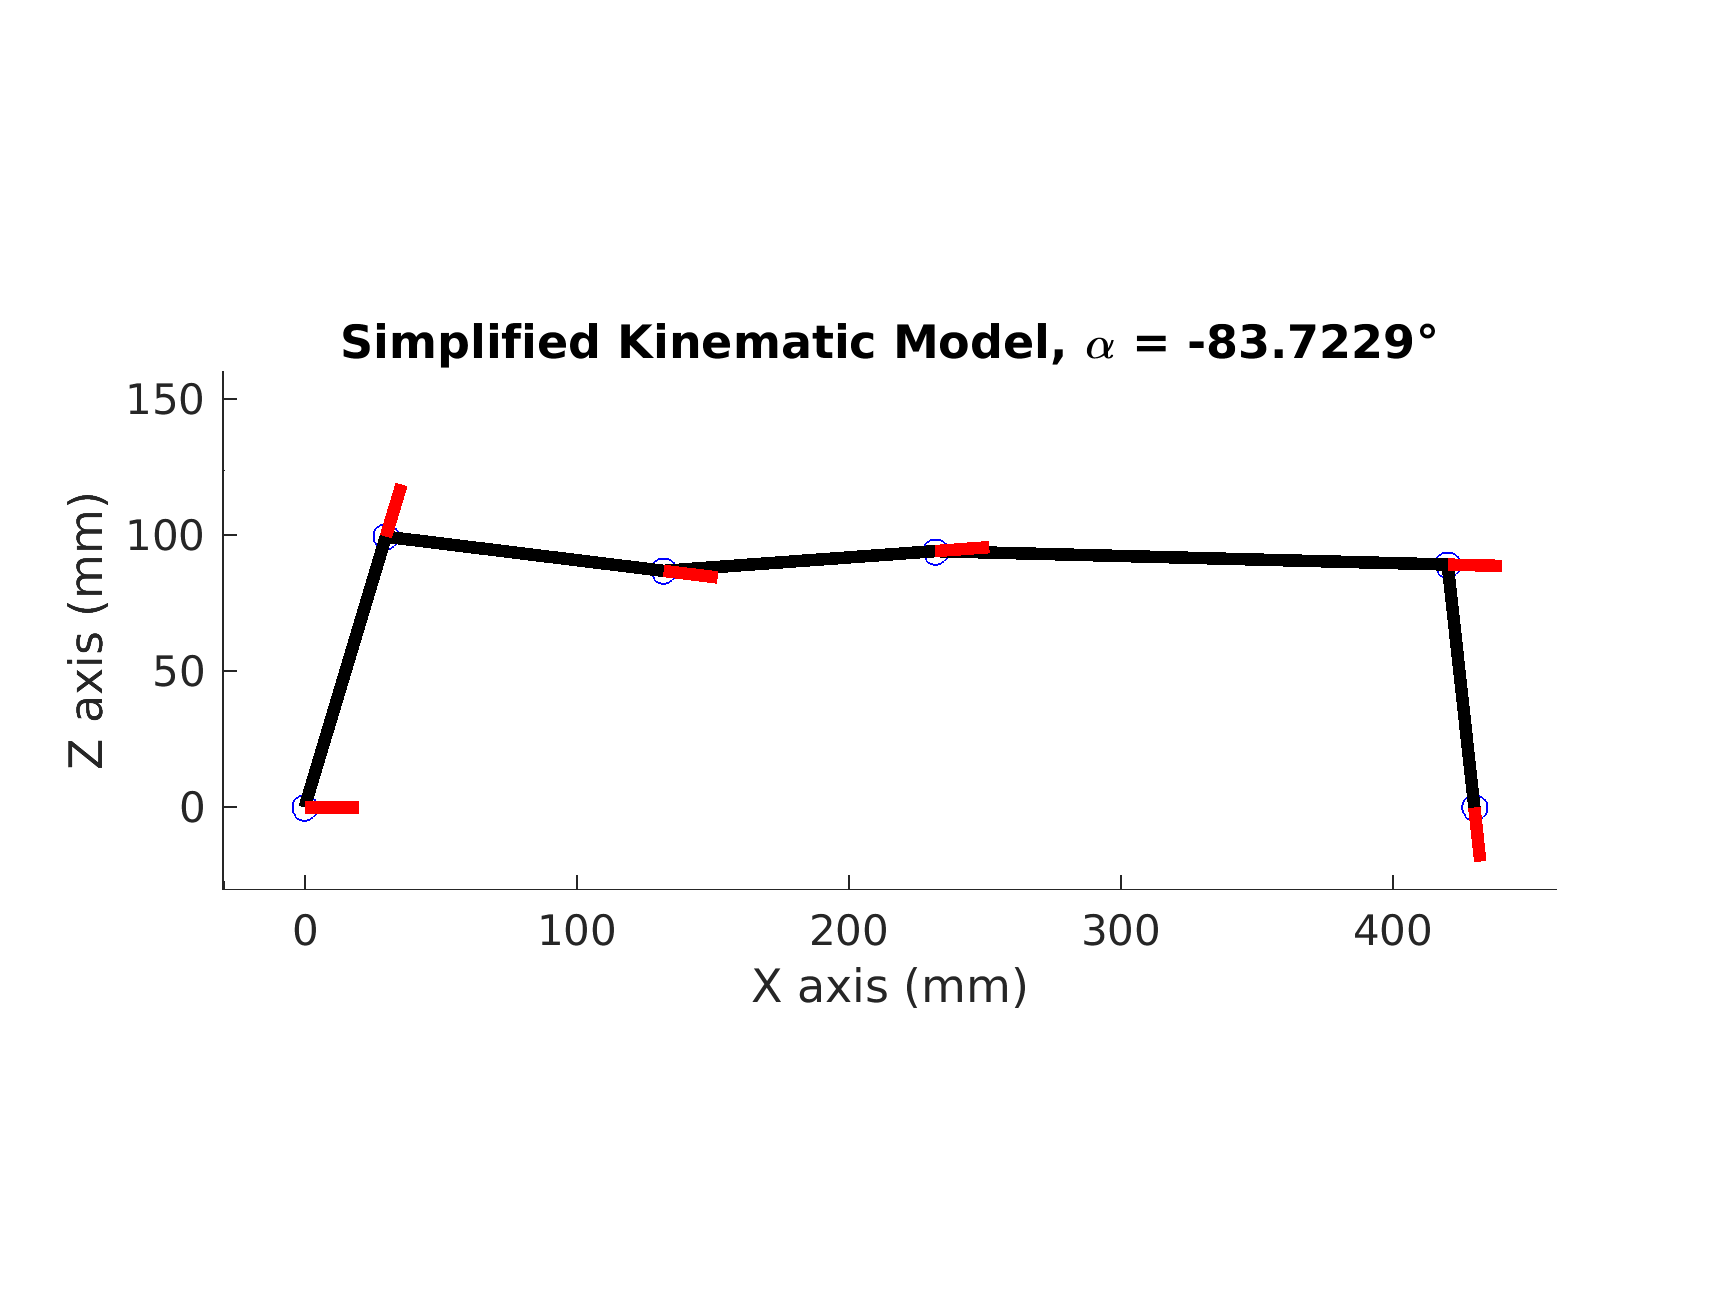 Simplified Kinematic Model, α = -83.7229°
150
100
50
0
Z axis (mm)
0 100 200 300 400
X axis (mm)